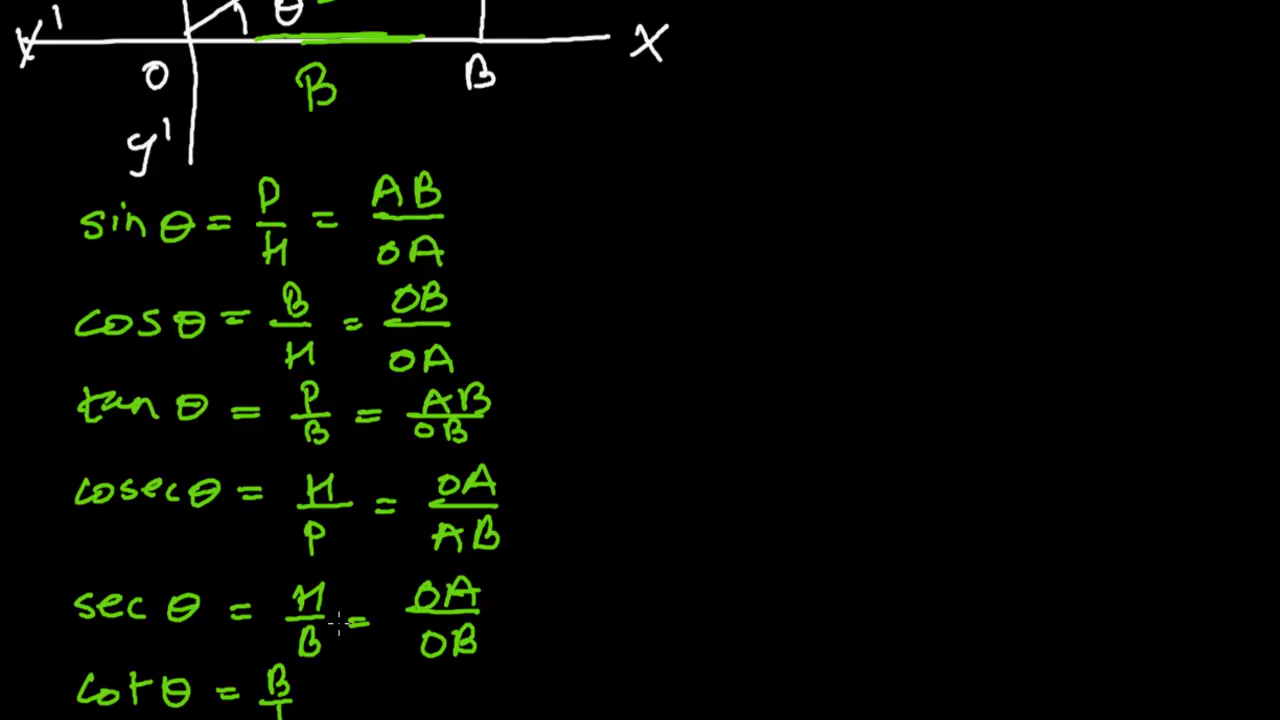 X' θ X
O B B
y'
sin θ = P/H = AB/OA
cos θ = B/H = OB/OA
tan θ = P/B = AB/OB
cosec θ = H/P = OA/AB
sec θ = H/B = OA/OB
cot θ = B/